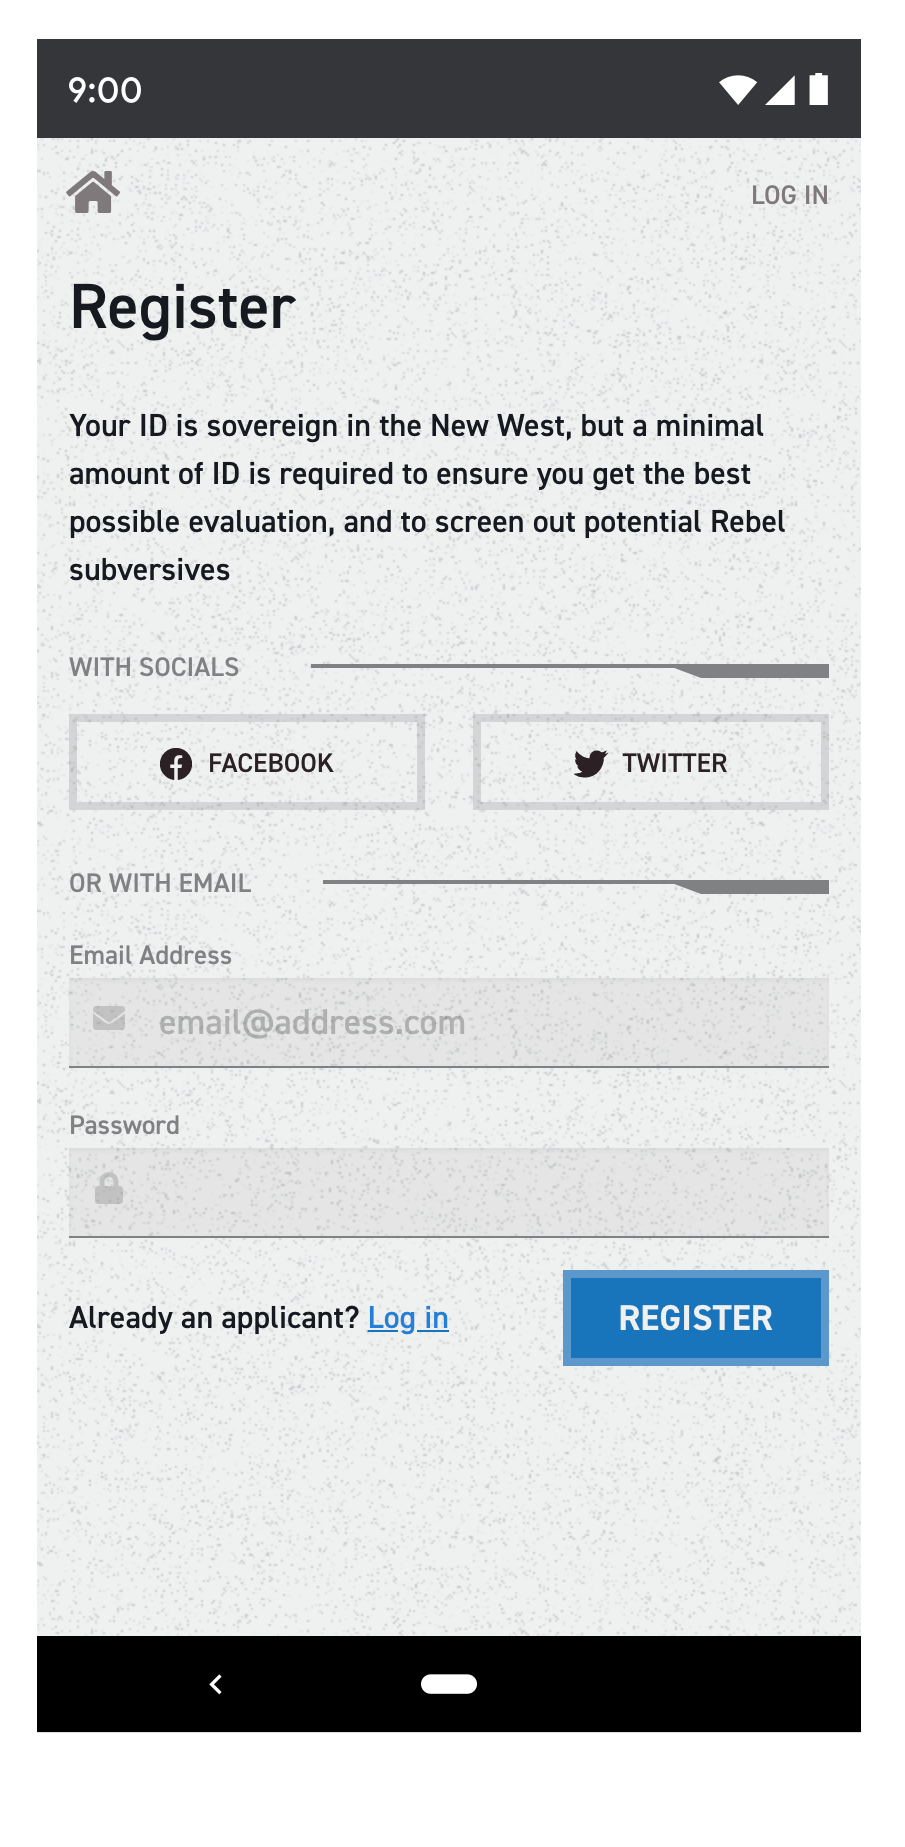 9:00
LOG IN
Register
Your ID is sovereign in the New West, but a minimal
amount of ID is required to ensure you get the best
possible evaluation, and to screen out potential Rebel
subversives
WITH SOCIALS
FACEBOOK
TWITTER
OR WITH EMAIL
Email Address
email@address.com
Password
Already an applicant? Log in
REGISTER